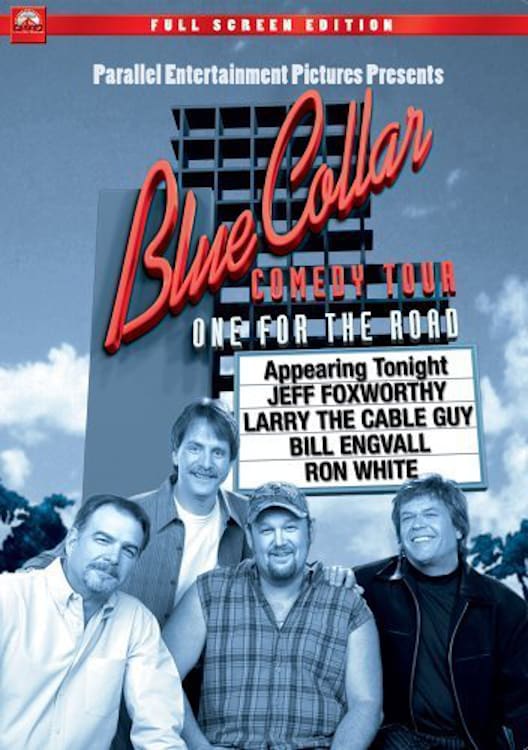 FULL SCREEN EDITION
Parallel Entertainment Pictures Presents
Blue Collar
COMEDY TOUR
ONE FOR THE ROAD
Appearing Tonight
JEFF FOXWORTHY
LARRY THE CABLE GUY
BILL ENGVALL
RON WHITE